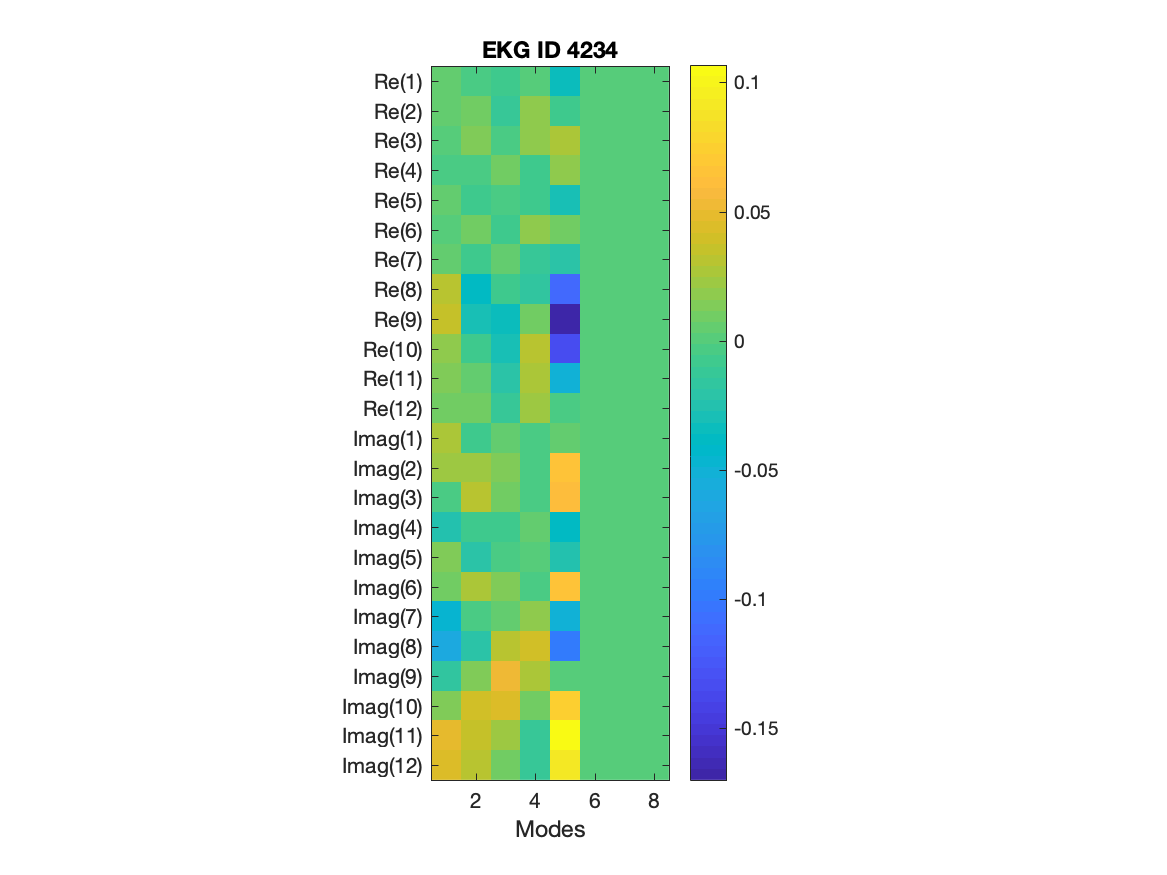 EKG ID 4234
Re(1)
Re(2)
Re(3)
Re(4)
Re(5)
Re(6)
Re(7)
Re(8)
Re(9)
Re(10)
Re(11)
Re(12)
Imag(1)
Imag(2)
Imag(3)
Imag(4)
Imag(5)
Imag(6)
Imag(7)
Imag(8)
Imag(9)
Imag(10)
Imag(11)
Imag(12)
2 4 6 8
Modes
0.1
0.05
0
-0.05
-0.1
-0.15